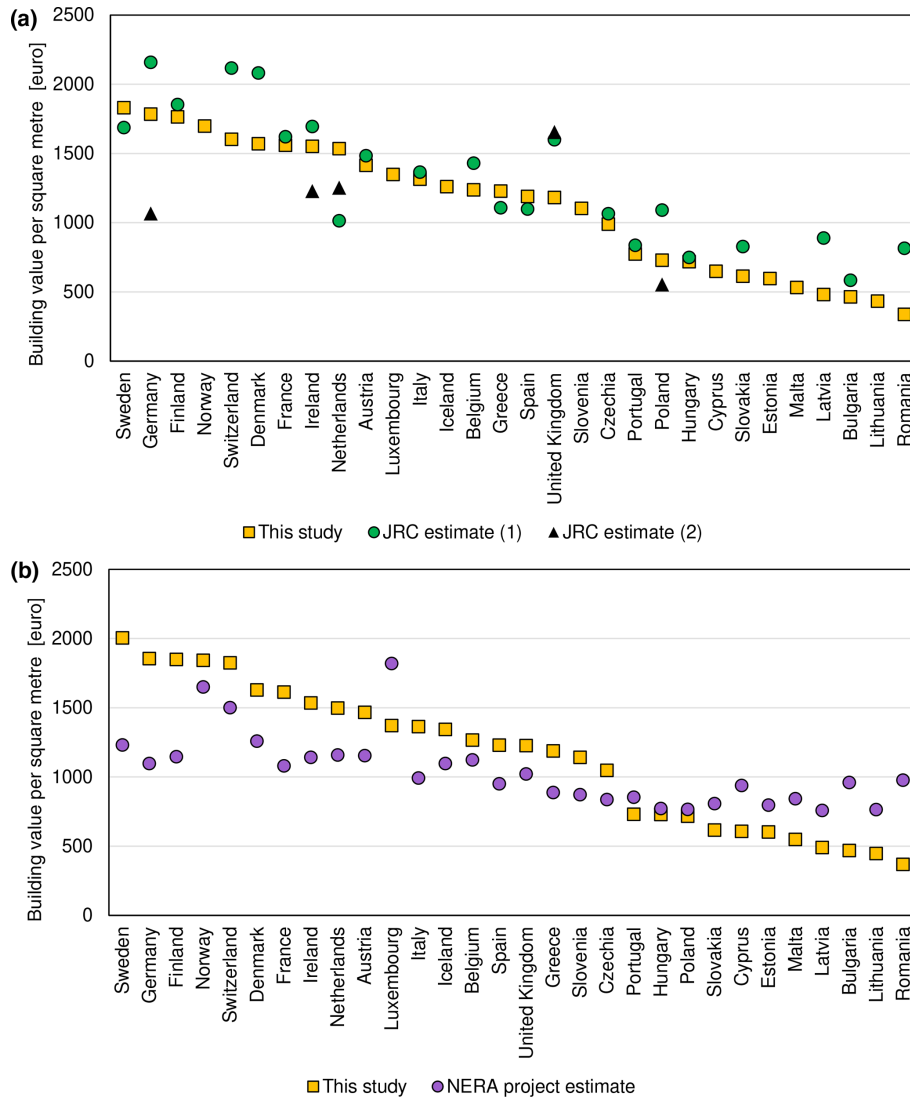 (a)
Building value per square metre [euro]
2500
2000
1500
1000
500
0
Sweden
Germany
Finland
Norway
Switzerland
Denmark
France
Ireland
Netherlands
Austria
Luxembourg
Italy
Iceland
Belgium
Greece
Spain
United Kingdom
Slovenia
Czechia
Portugal
Poland
Hungary
Cyprus
Slovakia
Estonia
Malta
Latvia
Bulgaria
Lithuania
Romania
This study JRC estimate (1) JRC estimate (2)
(b)
Building value per square metre [euro]
2500
2000
1500
1000
500
0
Sweden
Germany
Finland
Norway
Switzerland
Denmark
France
Ireland
Netherlands
Austria
Luxembourg
Italy
Iceland
Belgium
Spain
United Kingdom
Greece
Slovenia
Czechia
Portugal
Hungary
Poland
Slovakia
Cyprus
Estonia
Malta
Latvia
Bulgaria
Lithuania
Romania
This study NERA project estimate